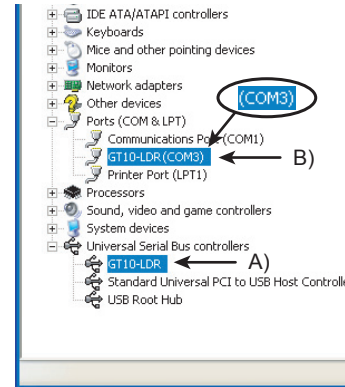 IDE ATA/ATAPI controllers
Keyboards
Mice and other pointing devices
Monitors
Network adapters
Other devices
(COM3)
Ports (COM & LPT)
Communications Port (COM1)
GT10-LDR(COM3)
B)
Printer Port (LPT1)
Processors
Sound, video and game controllers
System devices
Universal Serial Bus controllers
GT10-LDR
A)
Standard Universal PCI to USB Host Controlle
USB Root Hub